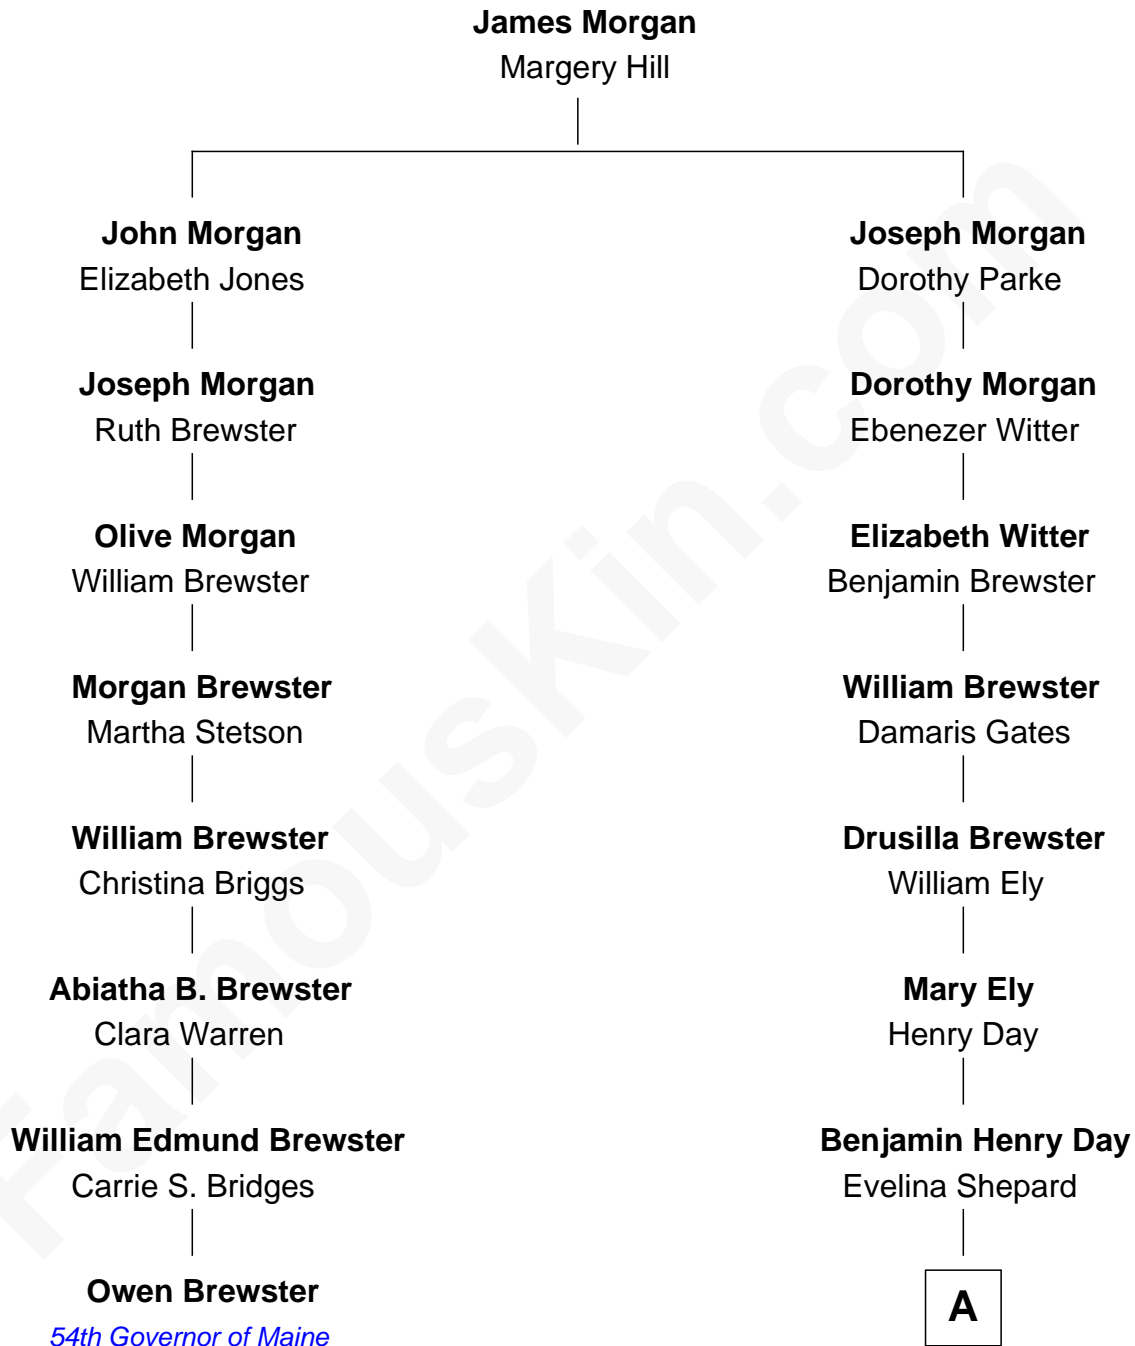 James Morgan
Margery Hill
John Morgan
Elizabeth Jones
Joseph Morgan
Dorothy Parke
Joseph Morgan
Ruth Brewster
Dorothy Morgan
Ebenezer Witter
Olive Morgan
William Brewster
Elizabeth Witter
Benjamin Brewster
Morgan Brewster
Martha Stetson
William Brewster
Damaris Gates
William Brewster
Christina Briggs
Drusilla Brewster
William Ely
Abiatha B. Brewster
Clara Warren
Mary Ely
Henry Day
William Edmund Brewster
Carrie S. Bridges
Benjamin Henry Day
Evelina Shepard
Owen Brewster
54th Governor of Maine
A
FamousKin.com